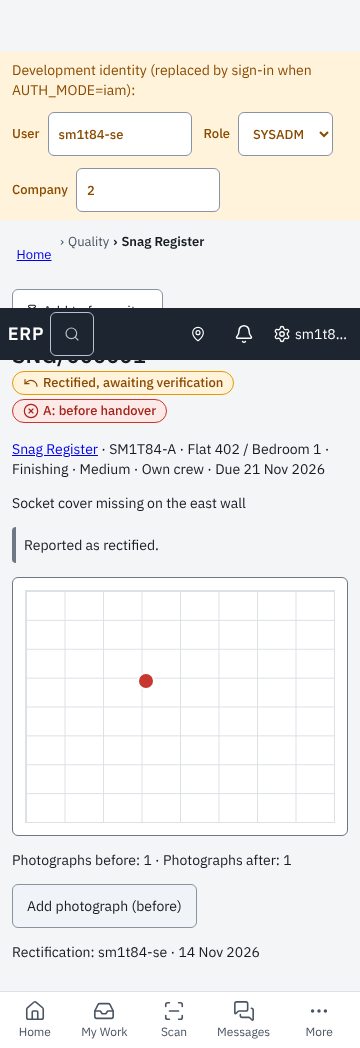 Development identity (replaced by sign-in when
AUTH_MODE=iam):
User sm1t84-se Role SYSADM
Company 2
Home › Quality › Snag Register
ERP sm1t8...
Rectified, awaiting verification
A: before handover
Snag Register · SM1T84-A · Flat 402 / Bedroom 1 ·
Finishing · Medium · Own crew · Due 21 Nov 2026
Socket cover missing on the east wall
Reported as rectified.
Photographs before: 1 · Photographs after: 1
Add photograph (before)
Rectification: sm1t84-se · 14 Nov 2026
Home My Work Scan Messages More